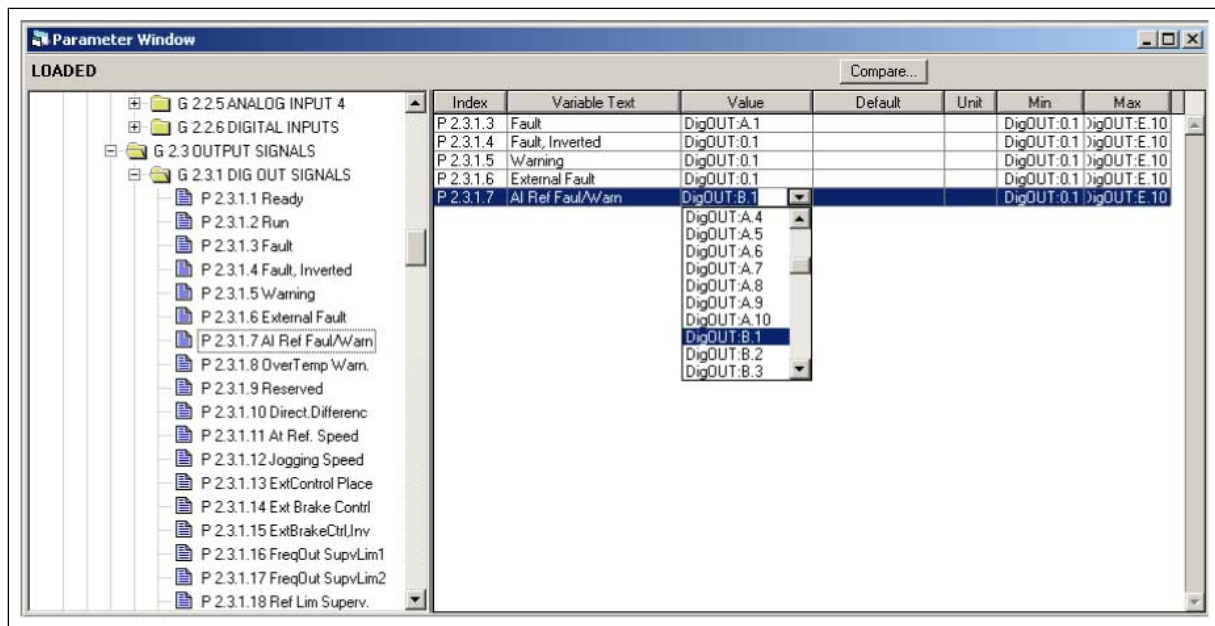 Parameter Window
LOADED
Compare...
G 2.2.5 ANALOG INPUT 4
G 2.2.6 DIGITAL INPUTS
G 2.3 OUTPUT SIGNALS
G 2.3.1 DIG OUT SIGNALS
P 2.3.1.1 Ready
P 2.3.1.2 Run
P 2.3.1.3 Fault
P 2.3.1.4 Fault, Inverted
P 2.3.1.5 Warning
P 2.3.1.6 External Fault
P 2.3.1.7 AI Ref Faul/Warn
P 2.3.1.8 OverTemp Warn.
P 2.3.1.9 Reserved
P 2.3.1.10 Direct.Differenc
P 2.3.1.11 At Ref. Speed
P 2.3.1.12 Jogging Speed
P 2.3.1.13 ExtControl Place
P 2.3.1.14 Ext Brake Contrl
P 2.3.1.15 ExtBrakeCtrl,Inv
P 2.3.1.16 FreqOut SupvLim1
P 2.3.1.17 FreqOut SupvLim2
P 2.3.1.18 Ref Lim Superv.
Index Variable Text Value Default Unit Min Max
P 2.3.1.3 Fault DigOUT:A.1 DigOUT:0.1 )igOUT:E.10
P 2.3.1.4 Fault, Inverted DigOUT:0.1 DigOUT:0.1 )igOUT:E.10
P 2.3.1.5 Warning DigOUT:0.1 DigOUT:0.1 )igOUT:E.10
P 2.3.1.6 External Fault DigOUT:0.1 DigOUT:0.1 )igOUT:E.10
P 2.3.1.7 AI Ref Faul/Warn DigOUT:B.1 DigOUT:0.1 )igOUT:E.10
DigOUT:A.4
DigOUT:A.5
DigOUT:A.6
DigOUT:A.7
DigOUT:A.8
DigOUT:A.9
DigOUT:A.10
DigOUT:B.1
DigOUT:B.2
DigOUT:B.3